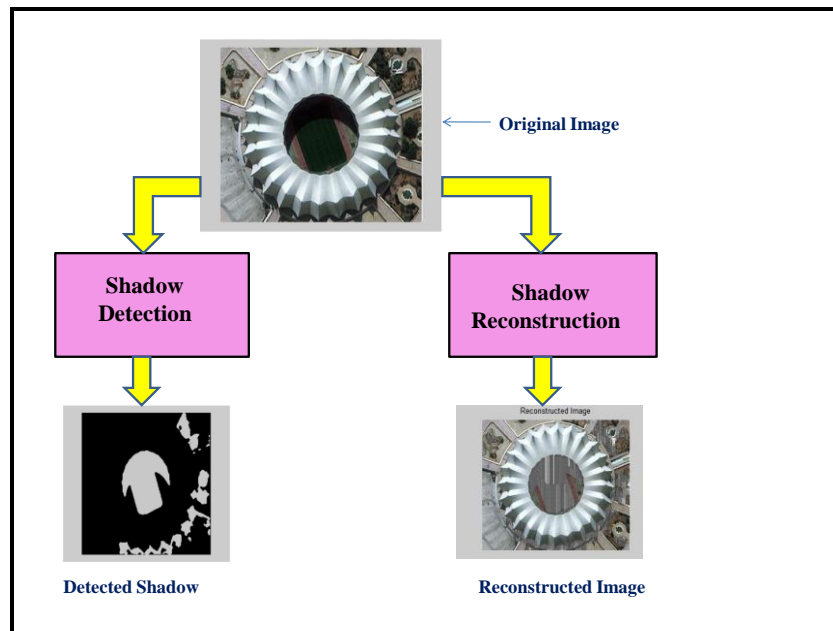 Original Image
Shadow
Detection
Shadow
Reconstruction
Reconstructed Image
Detected Shadow
Reconstructed Image